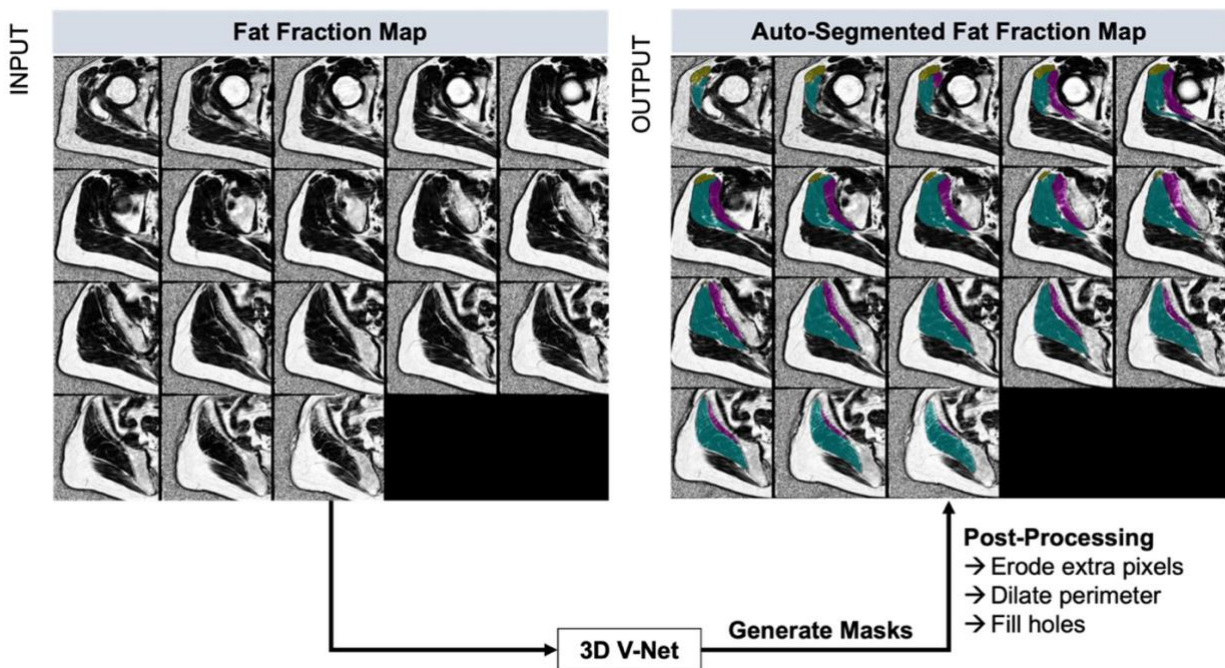 INPUT
Fat Fraction Map
OUTPUT
Auto-Segmented Fat Fraction Map
Post-Processing
→ Erode extra pixels
→ Dilate perimeter
→ Fill holes
3D V-Net
Generate Masks